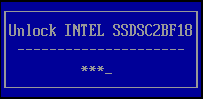 Unlock INTEL SSDSC2BF18
--------------------
***_